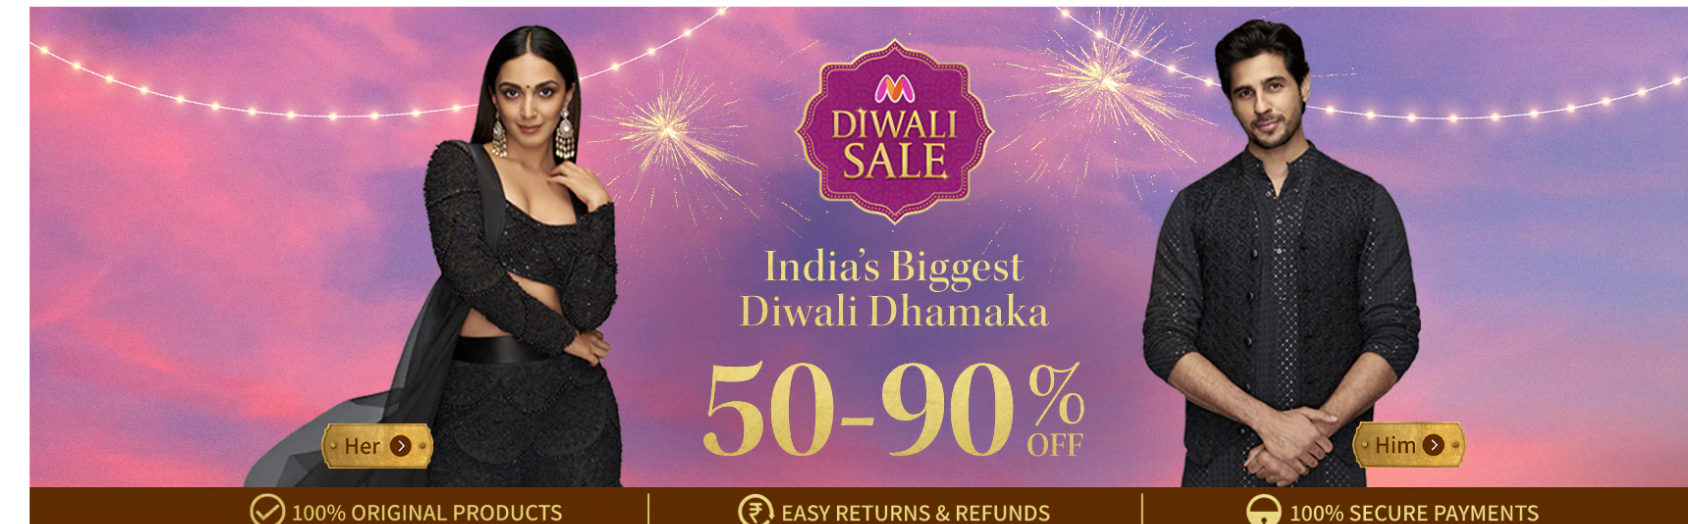 DIWALI
SALE
India's Biggest
Diwali Dhamaka
50-90%
OFF
Her
Him
100% ORIGINAL PRODUCTS
EASY RETURNS & REFUNDS
100% SECURE PAYMENTS